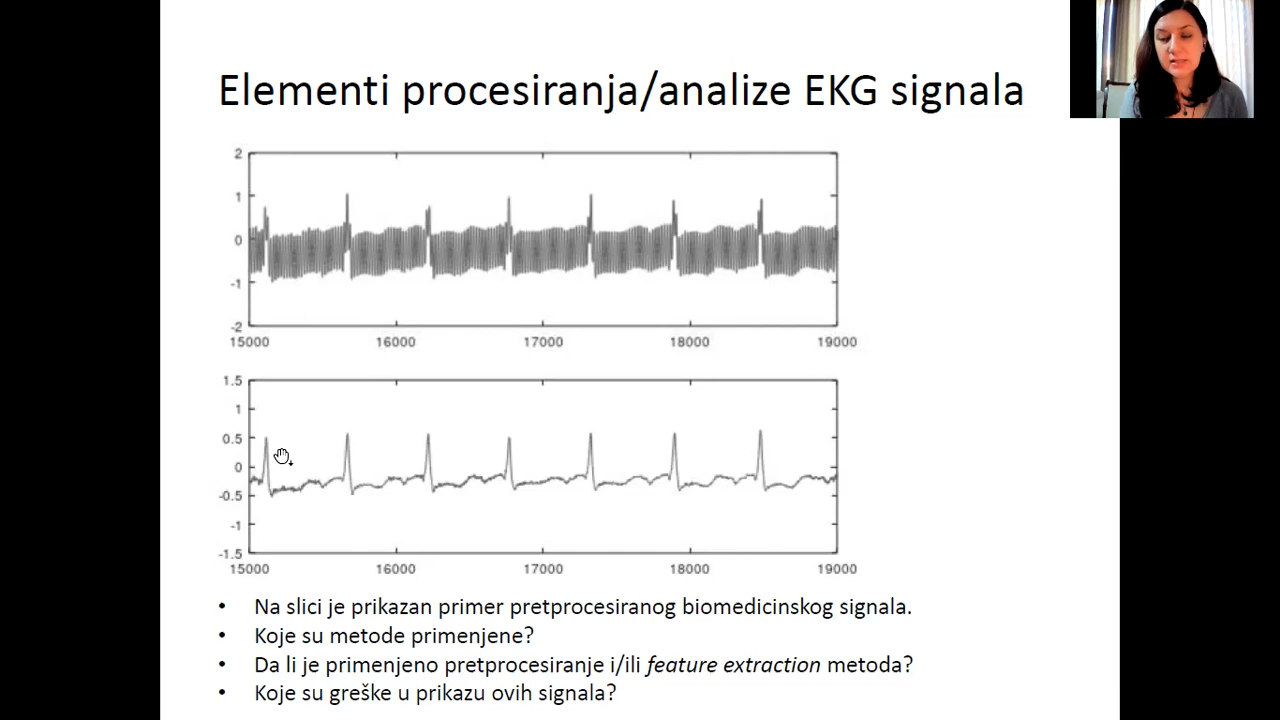 Elementi procesiranja/analize EKG signala
2
1
0
-1
-2
15000 16000 17000 18000 19000
1.5
1
0.5
0
-0.5
-1
-1.5
15000 16000 17000 18000 19000
• Na slici je prikazan primer pretprocesiranog biomedicinskog signala.
• Koje su metode primenjene?
• Da li je primenjeno pretprocesiranje i/ili feature extraction metoda?
• Koje su greške u prikazu ovih signala?